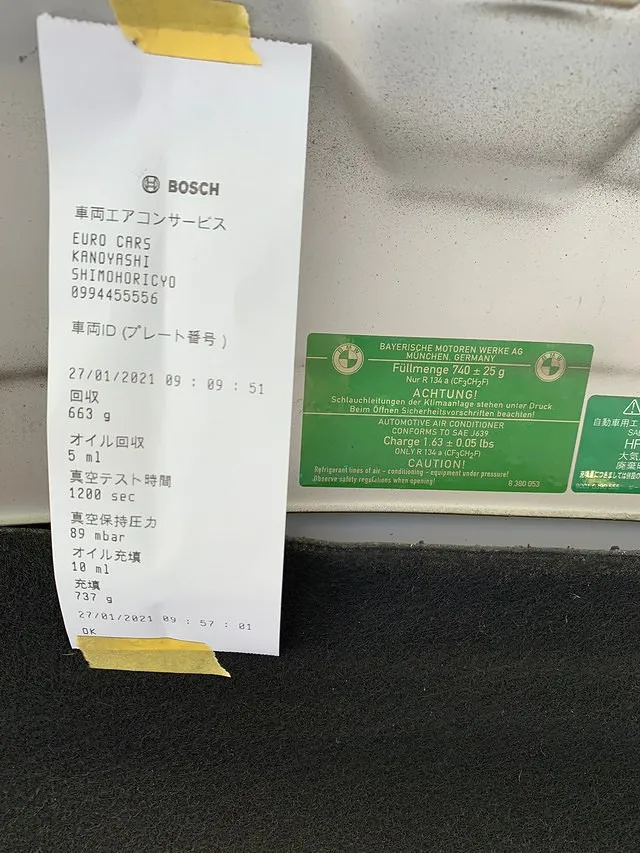 BOSCH
車両エアコンサービス
EURO CARS
KANOYASHI
SHIMOHORICYO
0994455556
車両ID (プレート番号)
27/01/2021 09 : 09 : 51
回収
663 g
オイル回収
5 ml
真空テスト時間
1200 sec
真空保持圧力
89 mbar
オイル充填
10 ml
充填
737 g
27/01/2021 09 : 57 : 01
OK
BAYERISCHE MOTOREN WERKE AG
MÜNCHEN, GERMANY
Füllmenge 740 ± 25 g
Nur R 134 a (CF₃CH₂F)
ACHTUNG!
Schlauchleitungen der Klimaanlage stehen unter Druck.
Beim Öffnen Sicherheitsvorschriften beachten!
AUTOMOTIVE AIR CONDITIONER
CONFORMS TO SAE J639
Charge 1.63 ± 0.05 lbs
ONLY R 134 a (CF₃CH₂F)
CAUTION!
Refrigerant lines of air - conditioning - equipment under pressure!
Observe safety regulations when opening!
8 380 053
自動車用エ
SA
HF
大気
廃棄